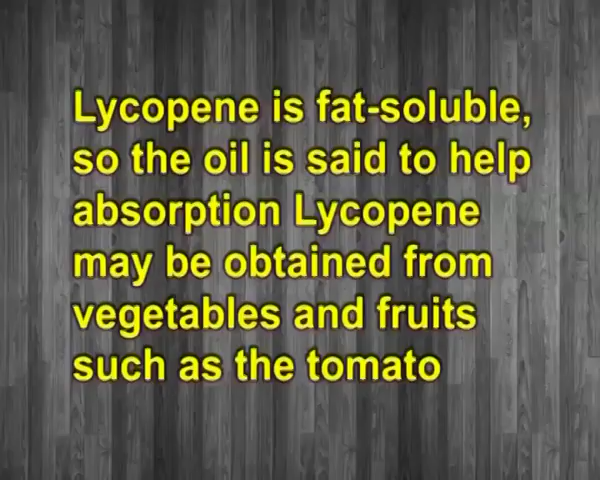 Lycopene is fat-soluble,
so the oil is said to help
absorption Lycopene
may be obtained from
vegetables and fruits
such as the tomato